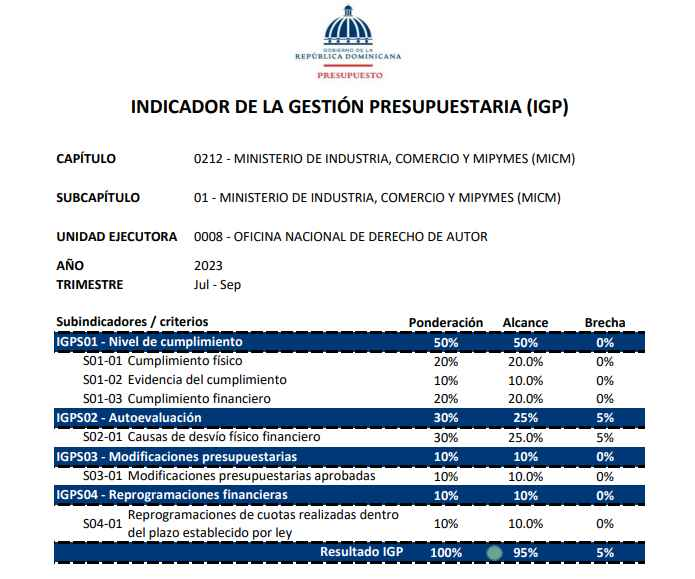 GOBIERNO DE LA
REPÚBLICA DOMINICANA
PRESUPUESTO
INDICADOR DE LA GESTIÓN PRESUPUESTARIA (IGP)
CAPÍTULO 0212 - MINISTERIO DE INDUSTRIA, COMERCIO Y MIPYMES (MICM)
SUBCAPÍTULO 01 - MINISTERIO DE INDUSTRIA, COMERCIO Y MIPYMES (MICM)
UNIDAD EJECUTORA 0008 - OFICINA NACIONAL DE DERECHO DE AUTOR
AÑO 2023
TRIMESTRE Jul - Sep
Subindicadores / criterios Ponderación Alcance Brecha
IGPS01 - Nivel de cumplimiento 50% 50% 0%
S01-01 Cumplimiento físico 20% 20.0% 0%
S01-02 Evidencia del cumplimiento 10% 10.0% 0%
S01-03 Cumplimiento financiero 20% 20.0% 0%
IGPS02 - Autoevaluación 30% 25% 5%
S02-01 Causas de desvío físico financiero 30% 25.0% 5%
IGPS03 - Modificaciones presupuestarias 10% 10% 0%
S03-01 Modificaciones presupuestarias aprobadas 10% 10.0% 0%
IGPS04 - Reprogramaciones financieras 10% 10% 0%
S04-01 Reprogramaciones de cuotas realizadas dentro
del plazo establecido por ley 10% 10.0% 0%
Resultado IGP 100% 95% 5%